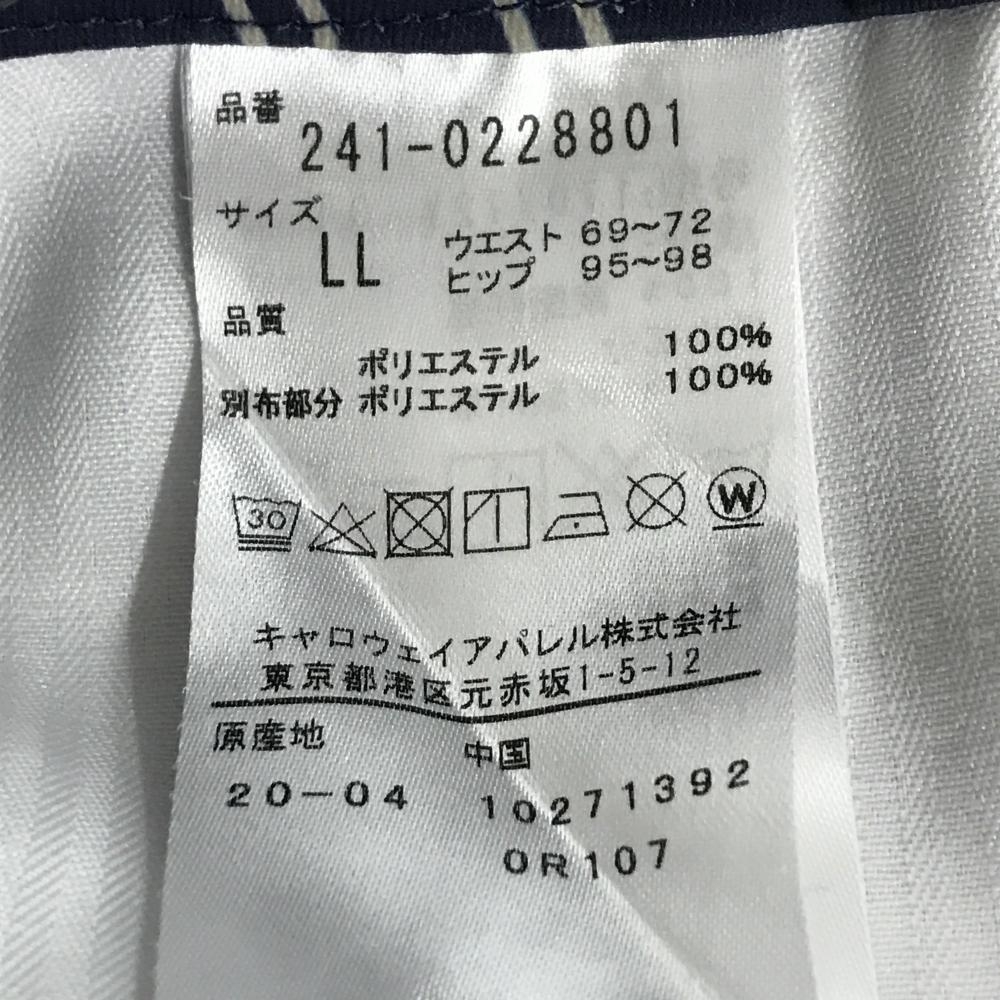 品番
241-0228801
サイズ
LL ウエスト 69～72
ヒップ 95～98
品質
ポリエステル 100%
別布部分 ポリエステル 100%
30 W
キャロウェイアパレル株式会社
東京都港区元赤坂1-5-12
原産地 中国
20-04 10271392
0R107